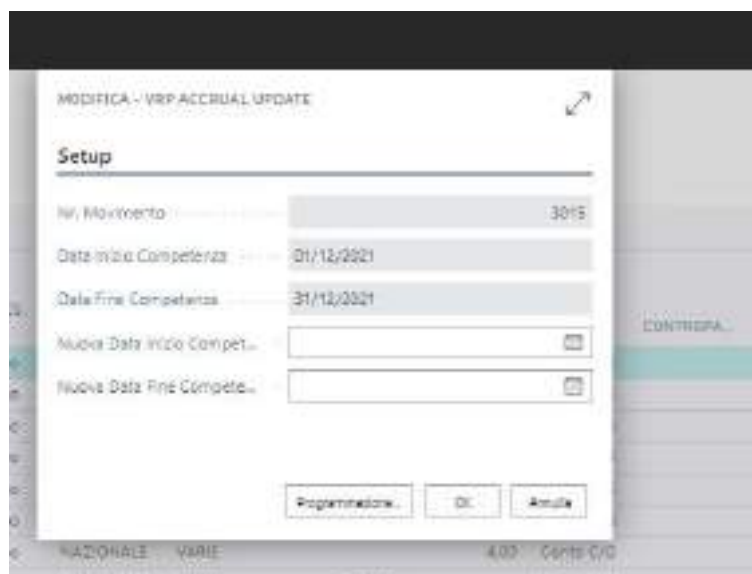 MODIFICA - VRP ACCRUAL UPDATE
Setup
Nr. Movimento 3015
Data Inizio Competenza 01/12/2021
Data Fine Competenza 31/12/2021
CONTROPA...
Nuova Data Inizio Compet...
Nuova Data Fine Compete...
Programmazione... OK Annulla
NAZIONALE VARIE 4,00 Conto C/G